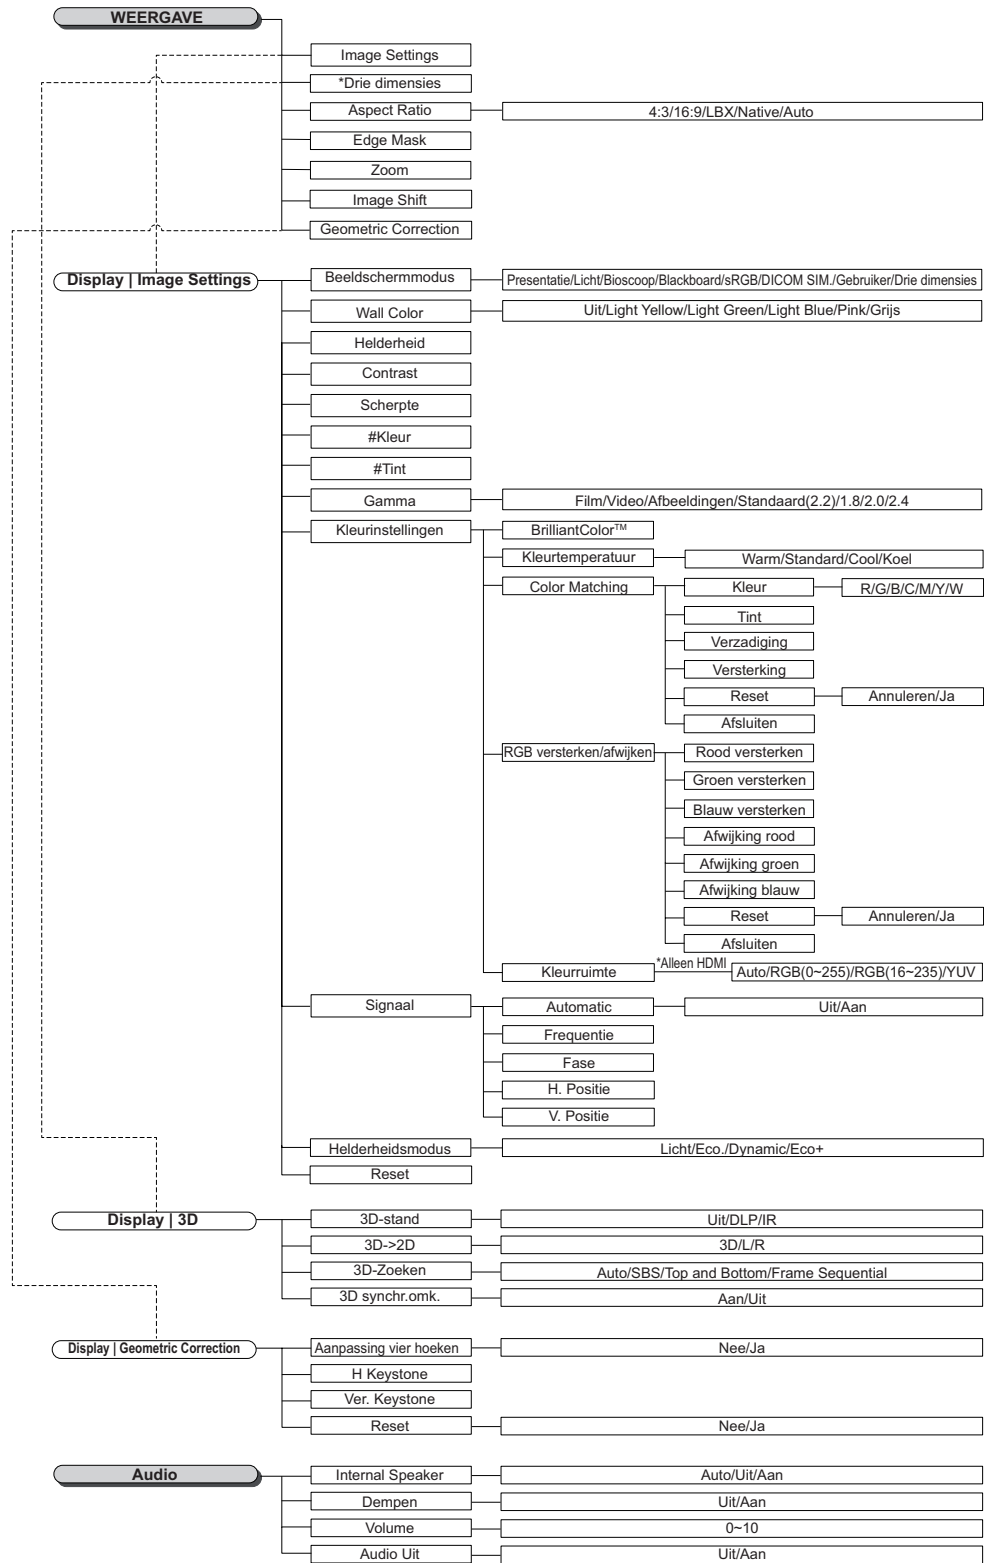 WEERGAVE
Image Settings
*Drie dimensies
Aspect Ratio 4:3/16:9/LBX/Native/Auto
Edge Mask
Zoom
Image Shift
Geometric Correction
Display | Image Settings Beeldschermmodus Presentatie/Licht/Bioscoop/Blackboard/sRGB/DICOM SIM./Gebruiker/Drie dimensies
Wall Color Uit/Light Yellow/Light Green/Light Blue/Pink/Grijs
Helderheid
Contrast
Scherpte
#Kleur
#Tint
Gamma Film/Video/Afbeeldingen/Standaard(2.2)/1.8/2.0/2.4
Kleurinstellingen BrilliantColor™
Kleurtemperatuur Warm/Standard/Cool/Koel
Color Matching Kleur R/G/B/C/M/Y/W
Tint
Verzadiging
Versterking
Reset Annuleren/Ja
Afsluiten
RGB versterken/afwijken Rood versterken
Groen versterken
Blauw versterken
Afwijking rood
Afwijking groen
Afwijking blauw
Reset Annuleren/Ja
Afsluiten
Kleurruimte *Alleen HDMI Auto/RGB(0~255)/RGB(16~235)/YUV
Signaal Automatic Uit/Aan
Frequentie
Fase
H. Positie
V. Positie
Helderheidsmodus Licht/Eco./Dynamic/Eco+
Reset
Display | 3D 3D-stand Uit/DLP/IR
3D->2D 3D/L/R
3D-Zoeken Auto/SBS/Top and Bottom/Frame Sequential
3D synchr.omk. Aan/Uit
Display | Geometric Correction Aanpassing vier hoeken Nee/Ja
H Keystone
Ver. Keystone
Reset Nee/Ja
Audio Internal Speaker Auto/Uit/Aan
Dempen Uit/Aan
Volume 0~10
Audio Uit Uit/Aan